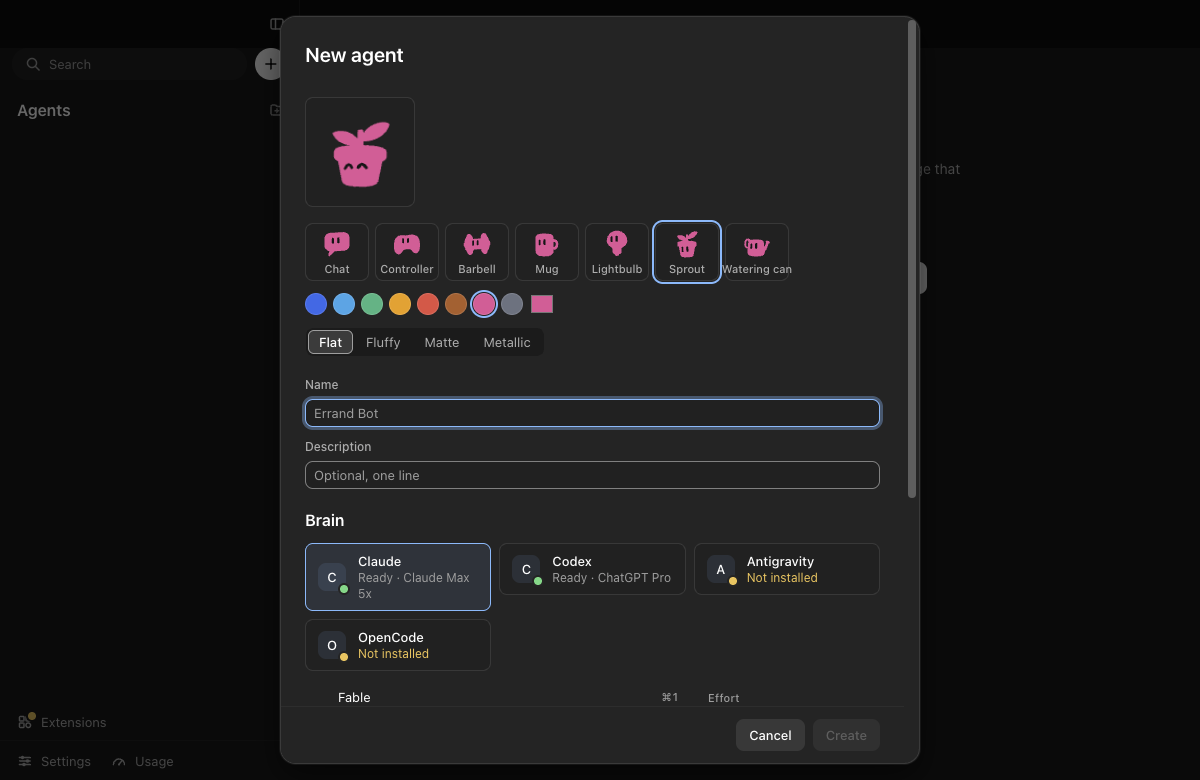 New agent
Search
+
Agents
ge that
Chat
Controller
Barbell
Mug
Lightbulb
Sprout
Watering can
Flat
Fluffy
Matte
Metallic
Name
Errand Bot
Description
Optional, one line
Brain
C
Claude
Ready · Claude Max
5x
C
Codex
Ready · ChatGPT Pro
A
Antigravity
Not installed
O
OpenCode
Not installed
Fable
⌘1
Effort
Extensions
Cancel
Create
Settings
Usage